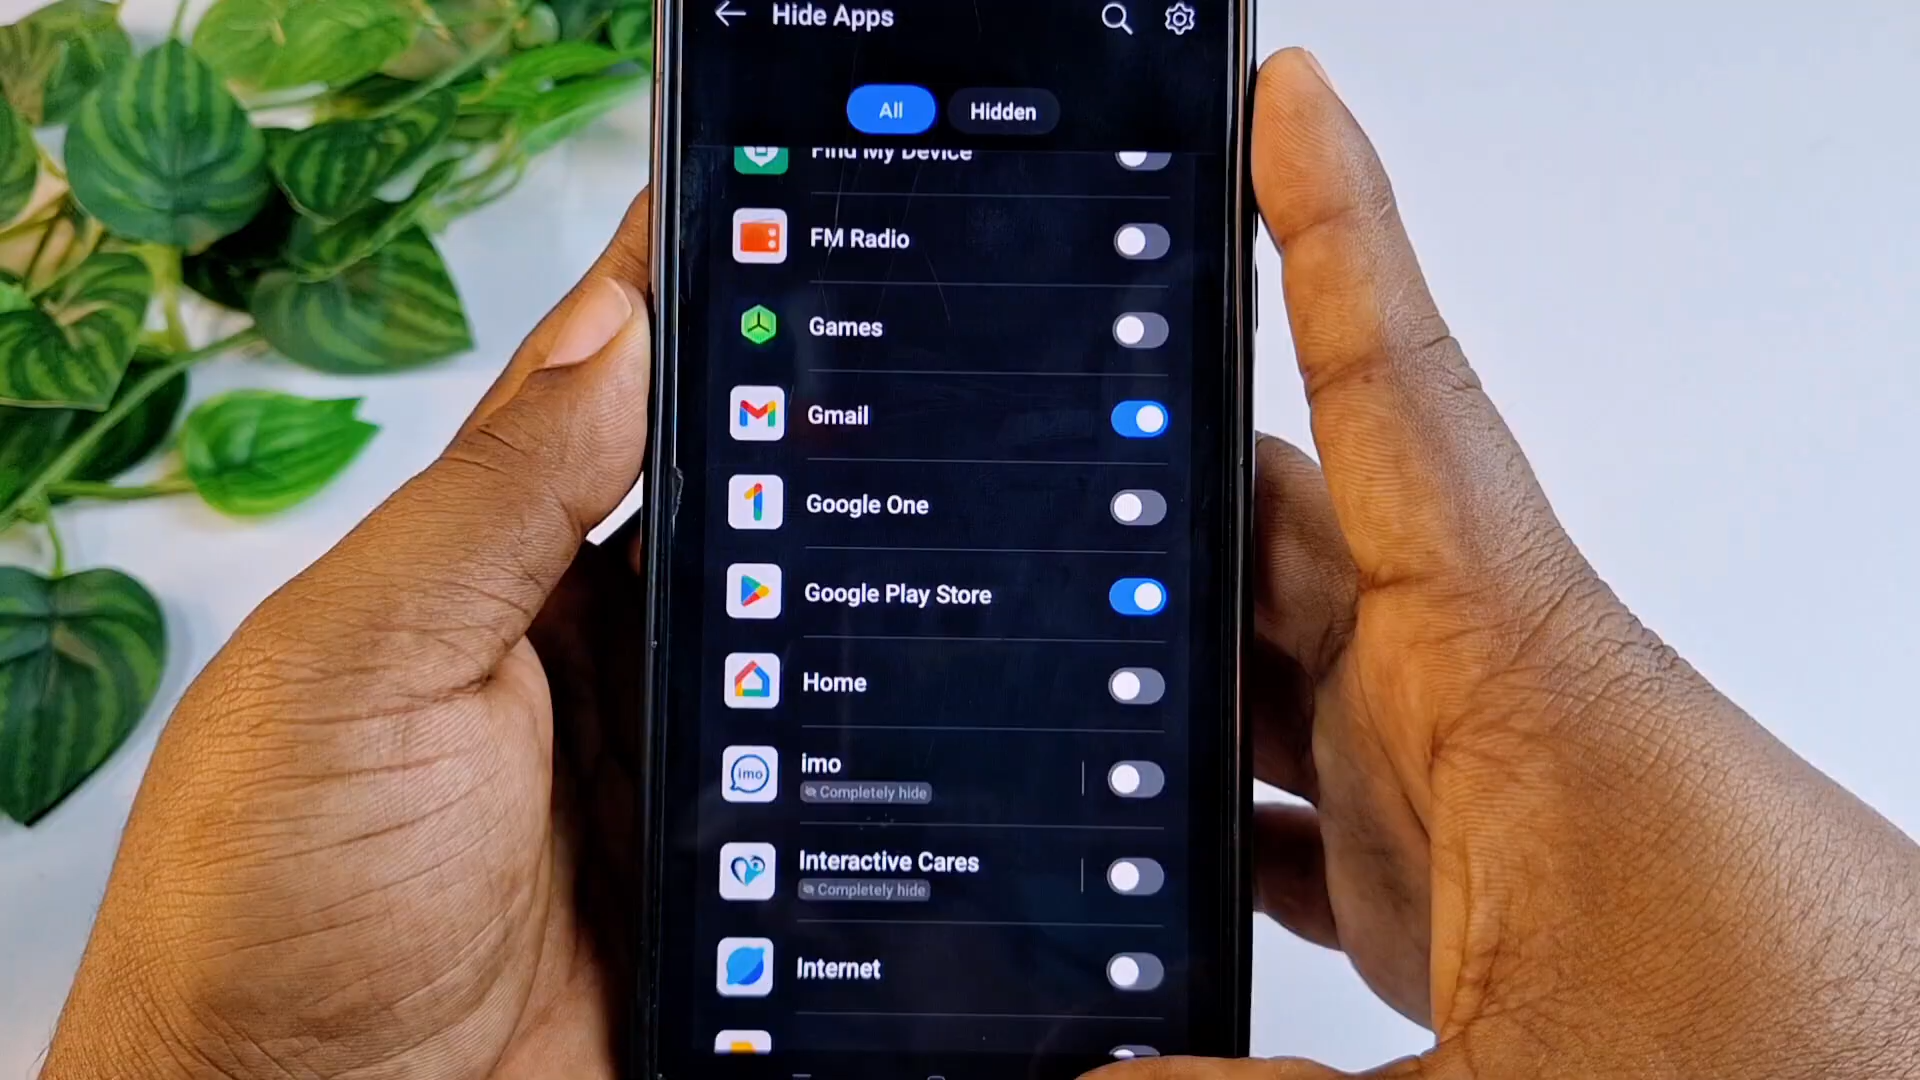 Hide Apps
All
Hidden
Find My Device
FM Radio
Games
Gmail
Google One
Google Play Store
Home
imo
imo
Completely hide
Interactive Cares
Completely hide
Internet